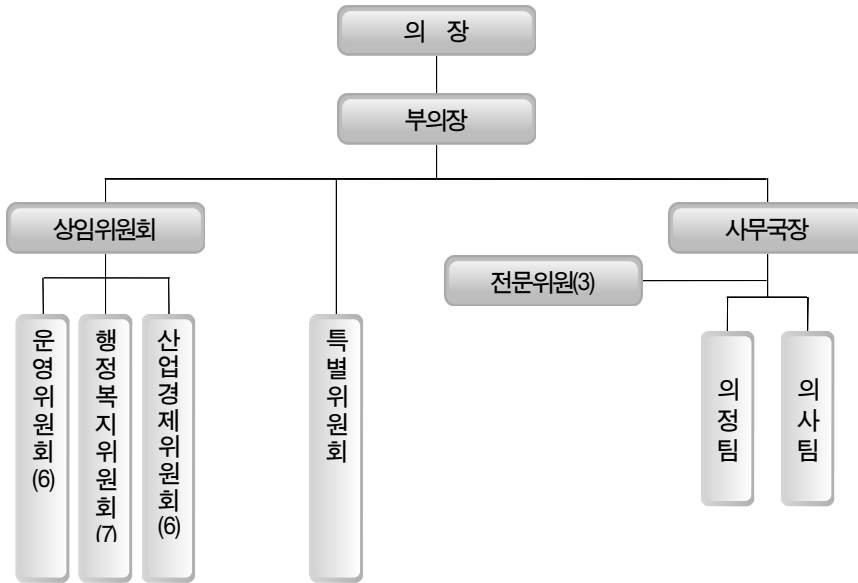 의 장
부의장
상임위원회
사무국장
전문위원(3)
운영위원회(6)
행정복지위원회(7)
산업경제위원회(6)
특별위원회
의정팀
의사팀